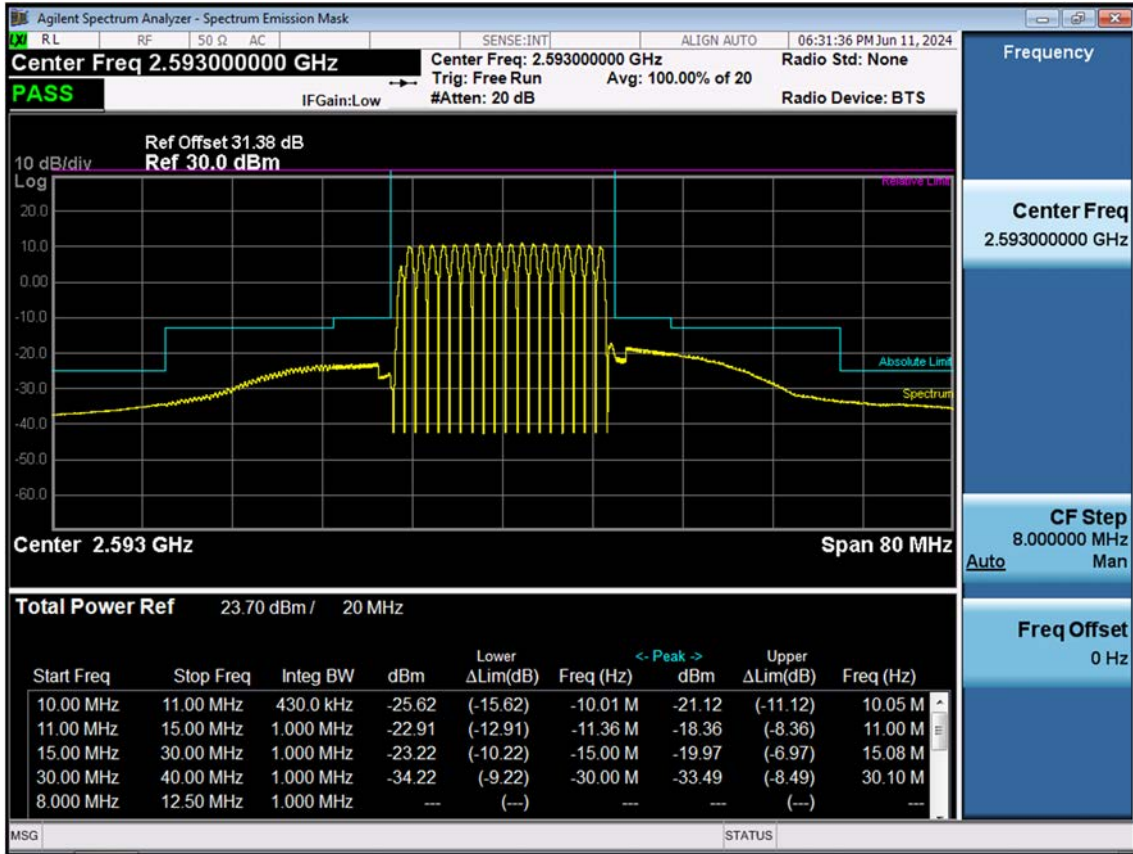 Agilent Spectrum Analyzer - Spectrum Emission Mask
LXI RL RF 50 Ω AC SENSE:INT ALIGN AUTO 06:31:36 PM Jun 11, 2024
Center Freq 2.593000000 GHz
Center Freq: 2.593000000 GHz
Radio Std: None
Trig: Free Run Avg: 100.00% of 20
PASS
IFGain:Low
#Atten: 20 dB
Radio Device: BTS
Ref Offset 31.38 dB
10 dB/div Ref 30.0 dBm
Log
Relative Limit
20.0
10.0
0.00
-10.0
-20.0
Absolute Limit
-30.0
Spectrum
-40.0
-50.0
-60.0
Center 2.593 GHz Span 80 MHz
Total Power Ref 23.70 dBm / 20 MHz
Lower <- Peak -> Upper
Start Freq Stop Freq Integ BW dBm ΔLim(dB) Freq (Hz) dBm ΔLim(dB) Freq (Hz)
10.00 MHz 11.00 MHz 430.0 kHz -25.62 (-15.62) -10.01 M -21.12 (-11.12) 10.05 M
11.00 MHz 15.00 MHz 1.000 MHz -22.91 (-12.91) -11.36 M -18.36 (-8.36) 11.00 M
15.00 MHz 30.00 MHz 1.000 MHz -23.22 (-10.22) -15.00 M -19.97 (-6.97) 15.08 M
30.00 MHz 40.00 MHz 1.000 MHz -34.22 (-9.22) -30.00 M -33.49 (-8.49) 30.10 M
8.000 MHz 12.50 MHz 1.000 MHz --- (---) --- --- (---) ---
MSG STATUS
Frequency
Center Freq
2.593000000 GHz
CF Step
8.000000 MHz
Auto Man
Freq Offset
0 Hz